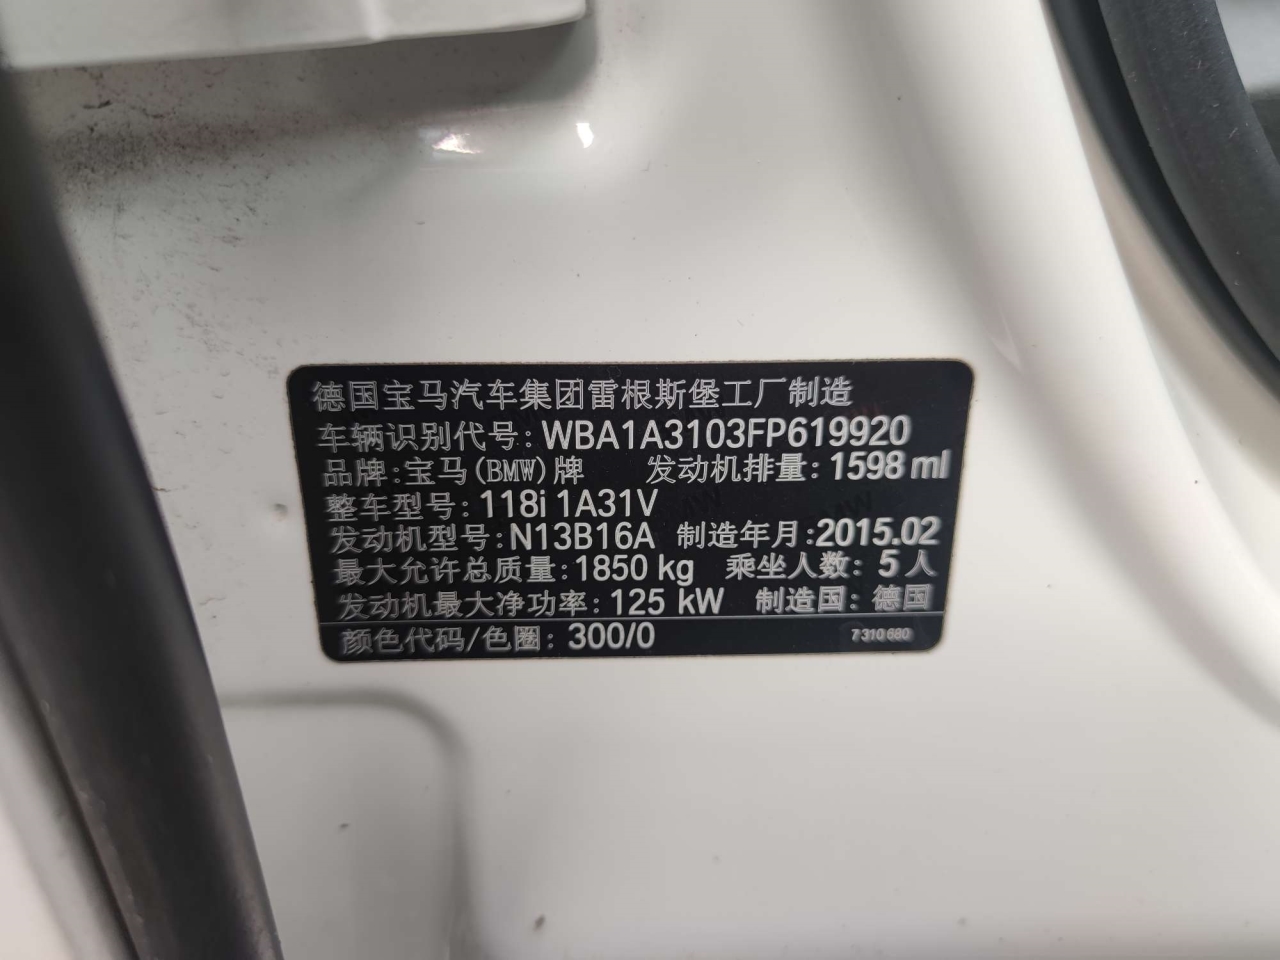 德国宝马汽车集团雷根斯堡工厂制造
车辆识别代号: WBA1A3103FP619920
品牌:宝马(BMW)牌 发动机排量: 1598 ml
整车型号: 118i 1A31V
发动机型号: N13B16A 制造年月:2015.02
最大允许总质量: 1850 kg 乘坐人数: 5 人
发动机最大净功率: 125 kW 制造国: 德国
颜色代码/色圈: 300/0 7 310 680